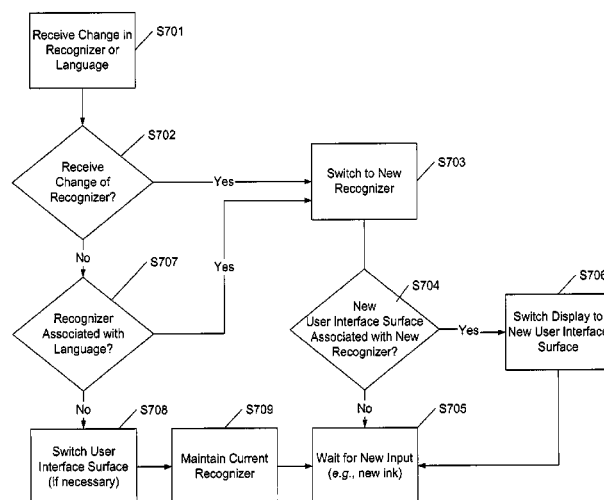 Receive Change in
Recognizer or
Language
S701
S702
Receive
Change of
Recognizer?
Yes
Switch to New
Recognizer
S703
No
S707
Yes
Recognizer
Associated with
Language?
S704
New
User Interface Surface
Associated with New
Recognizer?
Yes
S706
Switch Display to
New User Interface
Surface
No
S708
Switch User
Interface Surface
(if necessary)
S709
Maintain Current
Recognizer
No
S705
Wait for New Input
(e.g., new ink)